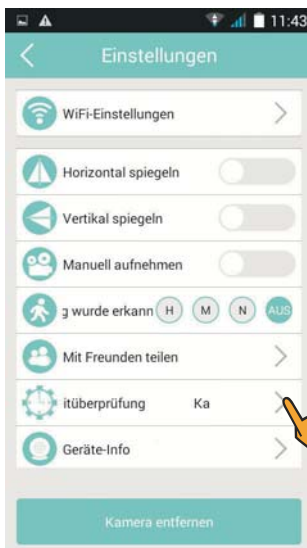 11:43
Einstellungen
WiFi-Einstellungen
Horizontal spiegeln
Vertikal spiegeln
Manuell aufnehmen
g wurde erkann H M N AUS
Mit Freunden teilen
itüberprüfung Ka
Geräte-Info
Kamera entfernen